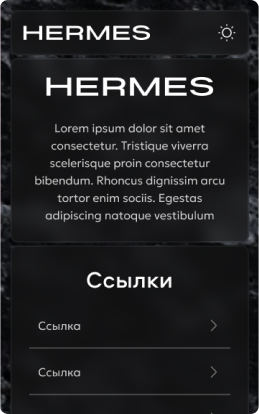 HERMES
HERMES
Lorem ipsum dolor sit amet
consectetur. Tristique viverra
scelerisque proin consectetur
bibendum. Rhoncus dignissim arcu
tortor enim sociis. Egestas
adipiscing natoque vestibulum
Ссылки
Ссылка
Ссылка